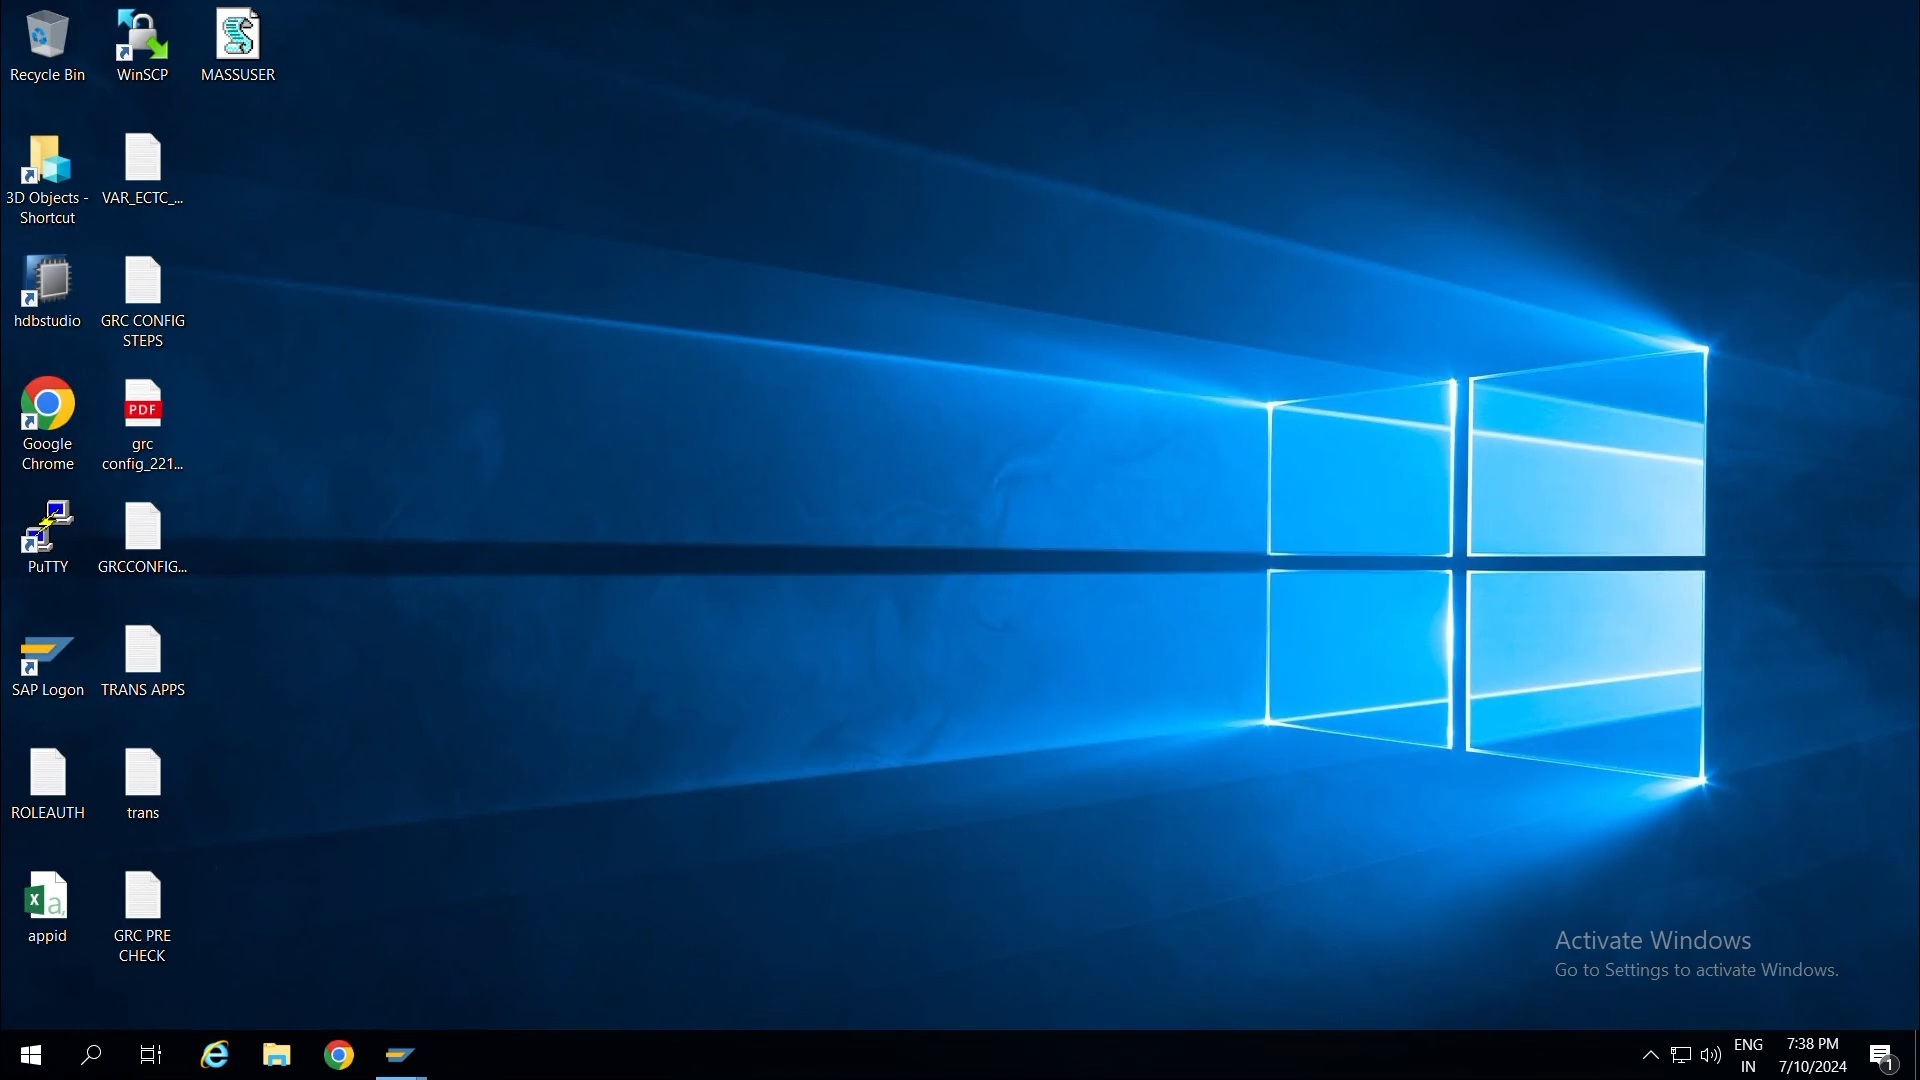 Recycle Bin
WinSCP
MASSUSER
3D Objects -
Shortcut
VAR_ECTC_...
hdbstudio
GRC CONFIG
STEPS
Google
Chrome
PDF
grc
config_221...
PuTTY
GRCCONFIG...
SAP Logon
TRANS APPS
ROLEAUTH
trans
X
a,
appid
GRC PRE
CHECK
Activate Windows
Go to Settings to activate Windows.
ENG
IN
7:38 PM
7/10/2024
1